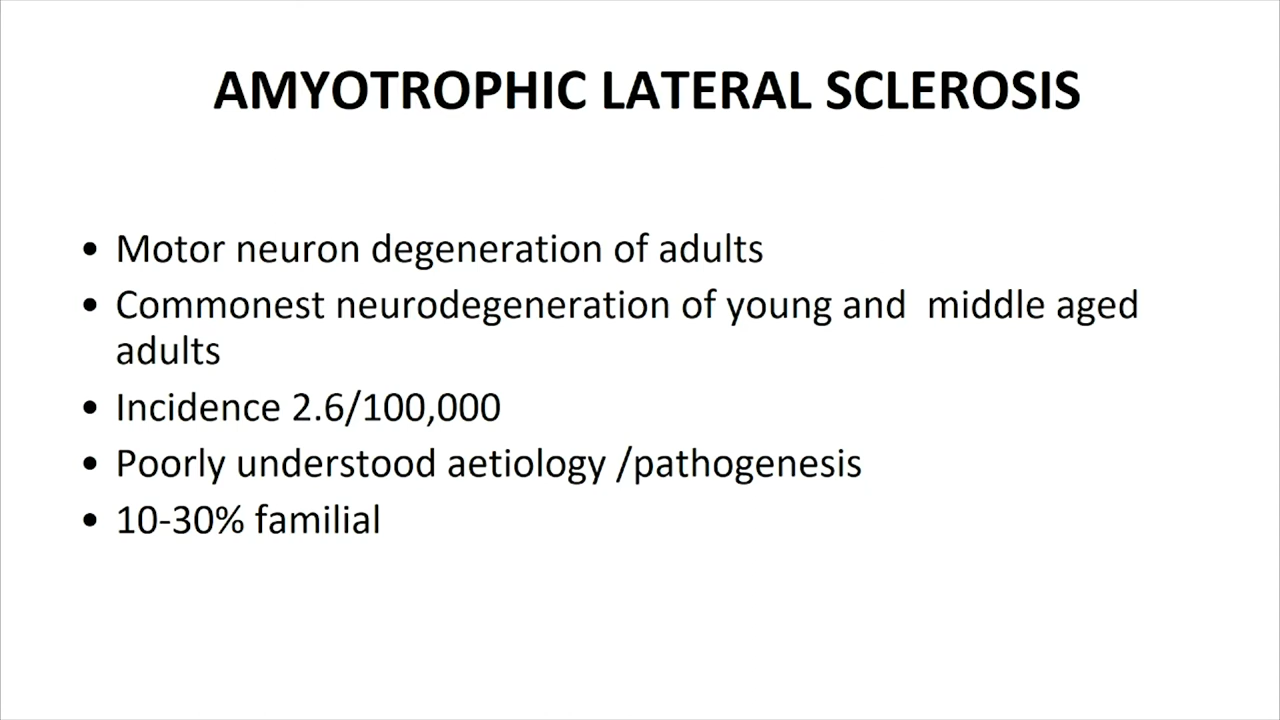 AMYOTROPHIC LATERAL SCLEROSIS
• Motor neuron degeneration of adults
• Commonest neurodegeneration of young and  middle aged
adults
• Incidence 2.6/100,000
• Poorly understood aetiology /pathogenesis
• 10-30% familial